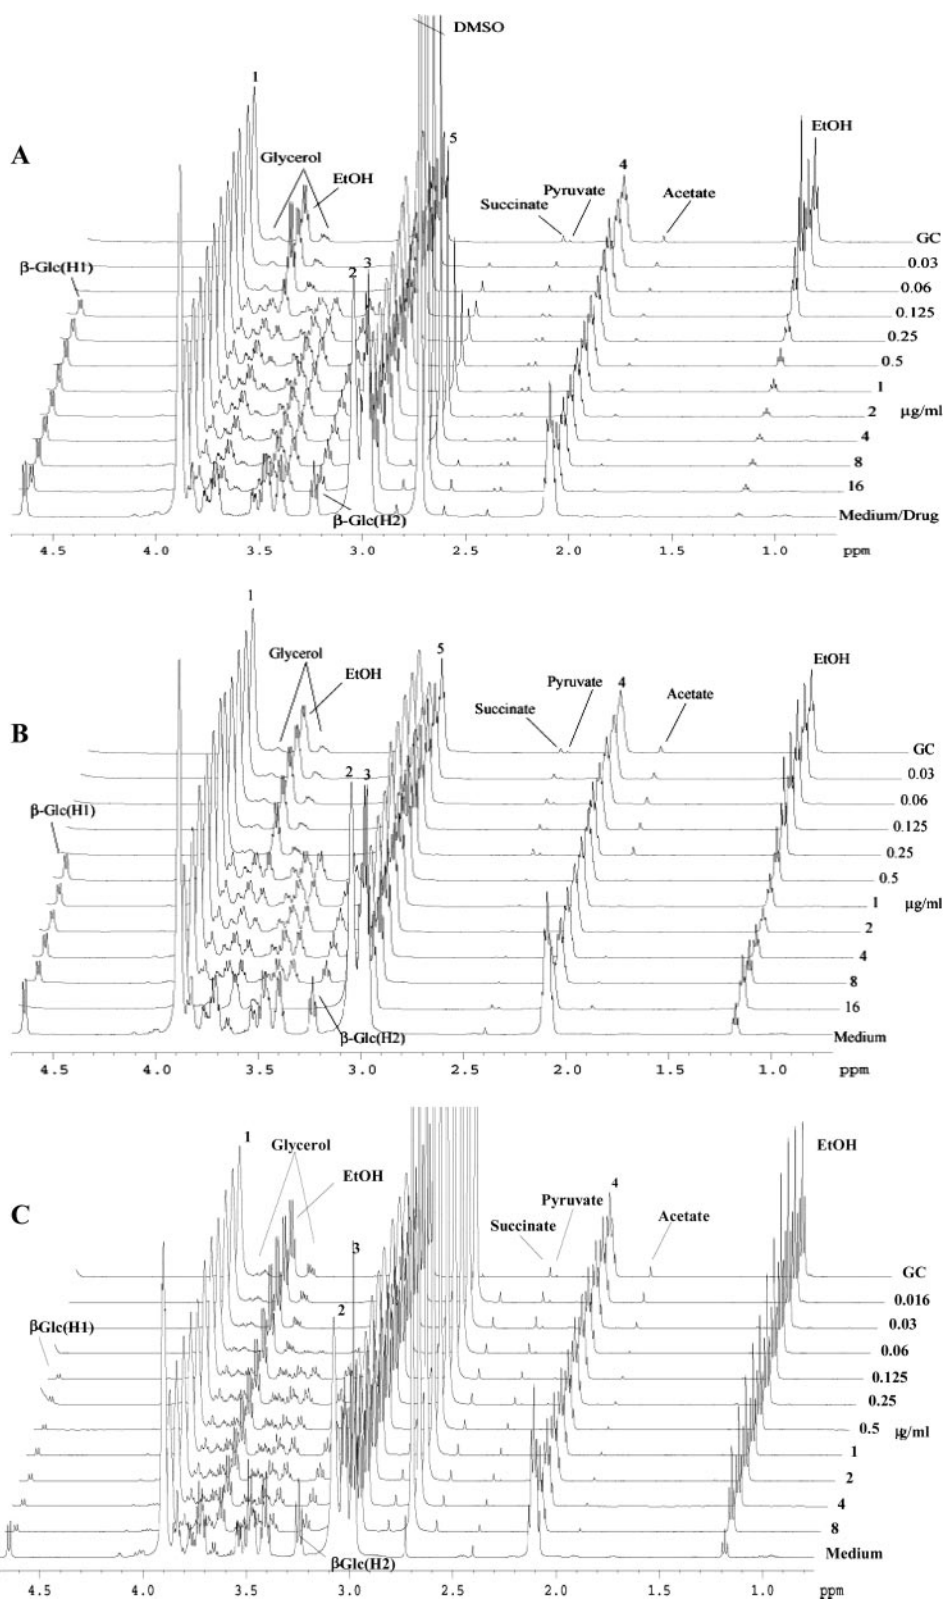 DMSO
1
A
5
EtOH
Glycerol
EtOH
4
Pyruvate
Succinate
Acetate
GC
β-Glc(H1)
2 3
0.03
0.06
0.125
0.25
0.5
1
2 µg/ml
4
8
16
β-Glc(H2)
Medium/Drug
4.5 4.0 3.5 3.0 2.5 2.0 1.5 1.0 ppm
1
Glycerol
5
EtOH
EtOH
Pyruvate 4
Succinate
Acetate
B
GC
2 3
0.03
β-Glc(H1)
0.06
0.125
0.25
0.5
1 µg/ml
2
4
8
16
β-Glc(H2)
Medium
4.5 4.0 3.5 3.0 2.5 2.0 1.5 1.0 ppm
1
Glycerol
EtOH
EtOH
4
Pyruvate
C
Succinate
Acetate
3
GC
0.016
2
βGlc(H1)
0.03
0.06
0.125
0.25
0.5 µg/ml
1
2
4
8
βGlc(H2)
Medium
4.5 4.0 3.5 3.0 2.5 2.0 1.5 1.0 ppm